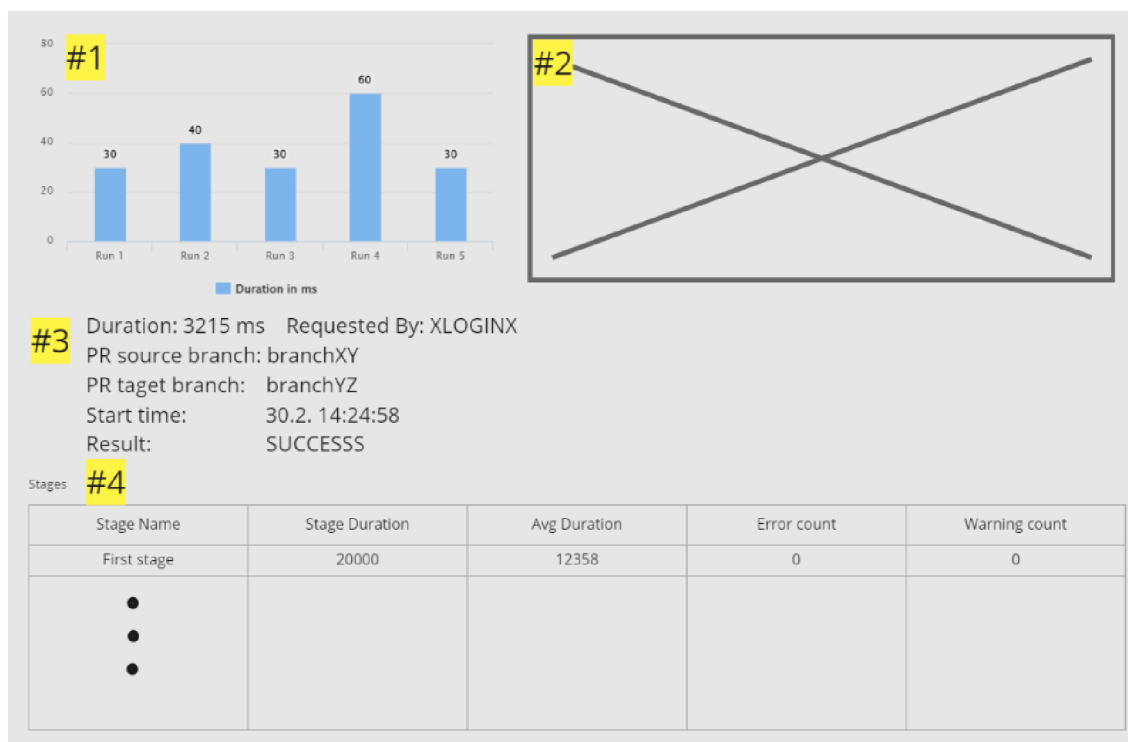 80
#1
60
40
20
0
30
40
30
60
30
Run 1
Run 2
Run 3
Run 4
Run 5
Duration in ms
#2
#3
Duration: 3215 ms Requested By: XLOGINX
PR source branch: branchXY
PR taget branch: branchYZ
Start time: 30.2. 14:24:58
Result: SUCCESSS
Stages #4
Stage Name Stage Duration Avg Duration Error count Warning count
First stage 20000 12358 0 0